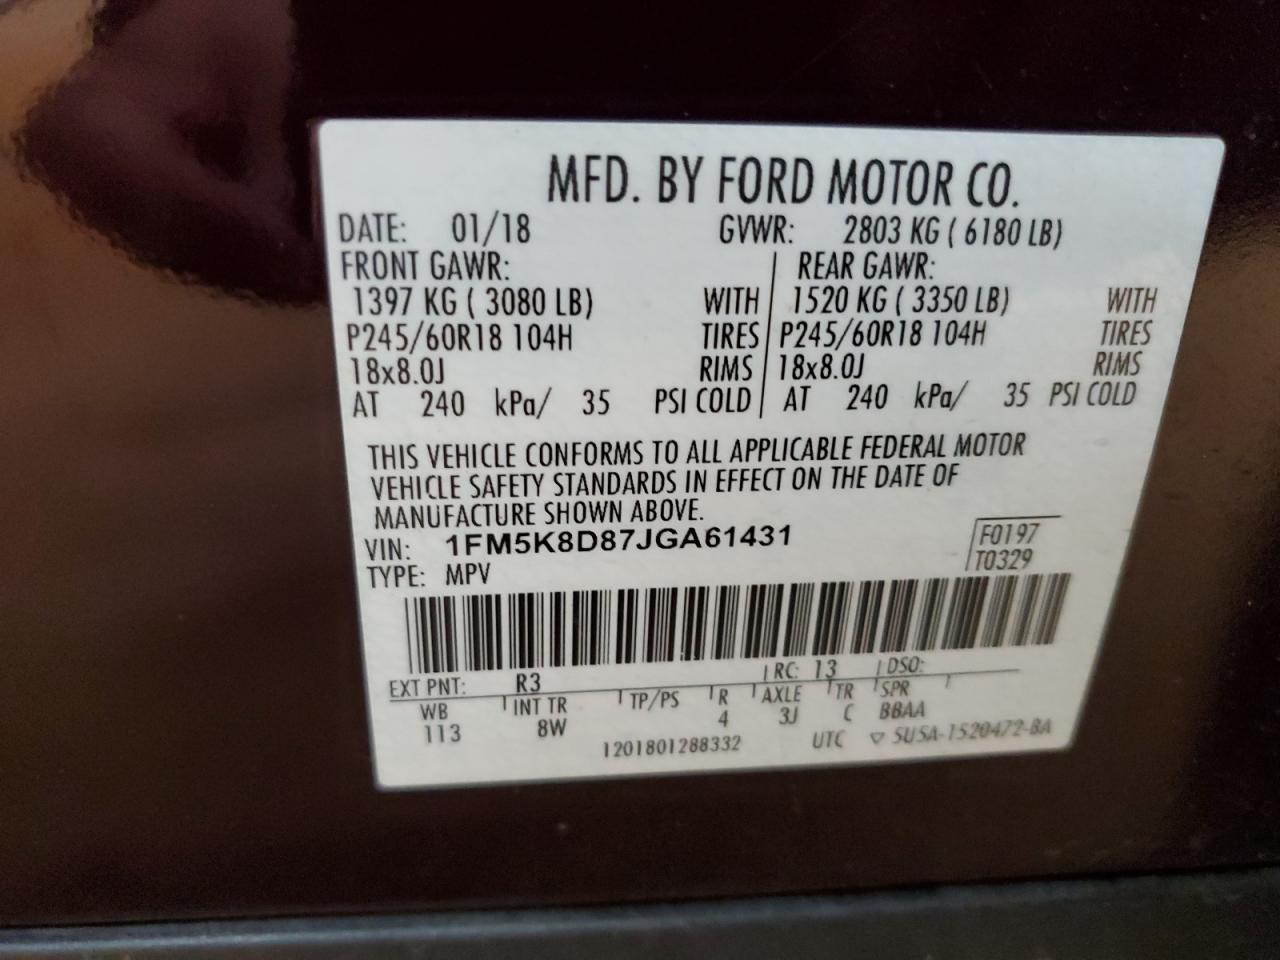 MFD. BY FORD MOTOR CO.
DATE: 01/18 GVWR: 2803 KG ( 6180 LB)
FRONT GAWR: REAR GAWR:
1397 KG ( 3080 LB) WITH 1520 KG ( 3350 LB) WITH
P245/60R18 104H TIRES P245/60R18 104H TIRES
18x8.0J RIMS 18x8.0J RIMS
AT 240 kPa/ 35 PSI COLD AT 240 kPa/ 35 PSI COLD
THIS VEHICLE CONFORMS TO ALL APPLICABLE FEDERAL MOTOR
VEHICLE SAFETY STANDARDS IN EFFECT ON THE DATE OF
MANUFACTURE SHOWN ABOVE.
VIN: 1FM5K8D87JGA61431 F0197
TYPE: MPV T0329
EXT PNT: R3 RC: 13 DSO:
WB INT TR TP/PS R AXLE TR SPR
113 8W 4 3J C BBAA
1201801288332 UTC ▽ 5U5A-1520472-BA